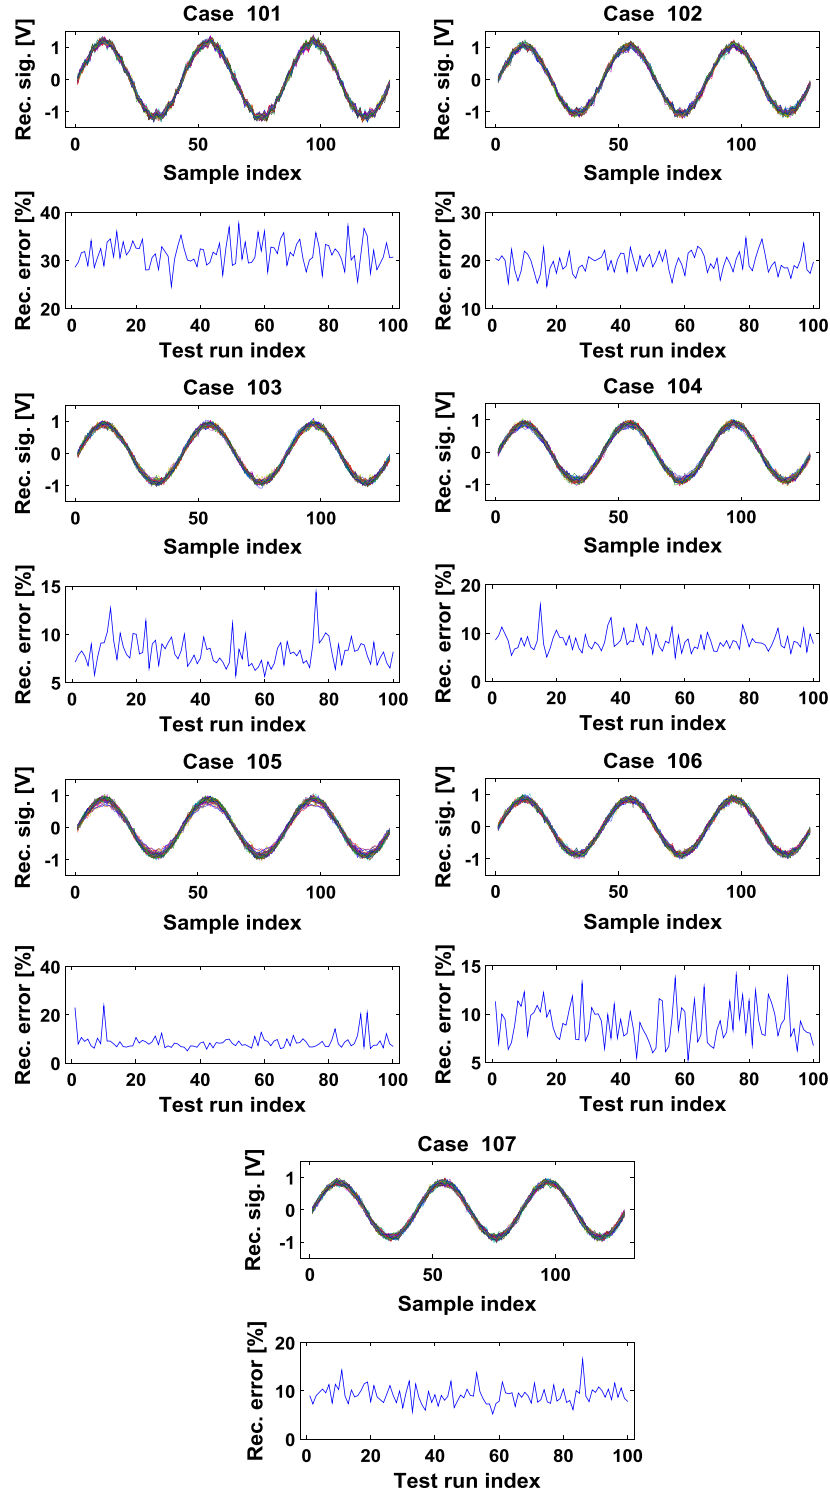 Case 101
Rec. sig. [V]
1
0
-1
0 50 100
Sample index
Rec. error [%]
40
30
20
0 20 40 60 80 100
Test run index
Case 102
Rec. sig. [V]
1
0
-1
0 50 100
Sample index
Rec. error [%]
30
20
10
0 20 40 60 80 100
Test run index
Case 103
Rec. sig. [V]
1
0
-1
0 50 100
Sample index
Rec. error [%]
15
10
5
0 20 40 60 80 100
Test run index
Case 104
Rec. sig. [V]
1
0
-1
0 50 100
Sample index
Rec. error [%]
20
10
0
0 20 40 60 80 100
Test run index
Case 105
Rec. sig. [V]
1
0
-1
0 50 100
Sample index
Rec. error [%]
40
20
0
0 20 40 60 80 100
Test run index
Case 106
Rec. sig. [V]
1
0
-1
0 50 100
Sample index
Rec. error [%]
15
10
5
0 20 40 60 80 100
Test run index
Case 107
Rec. sig. [V]
1
0
-1
0 50 100
Sample index
Rec. error [%]
20
10
0
0 20 40 60 80 100
Test run index